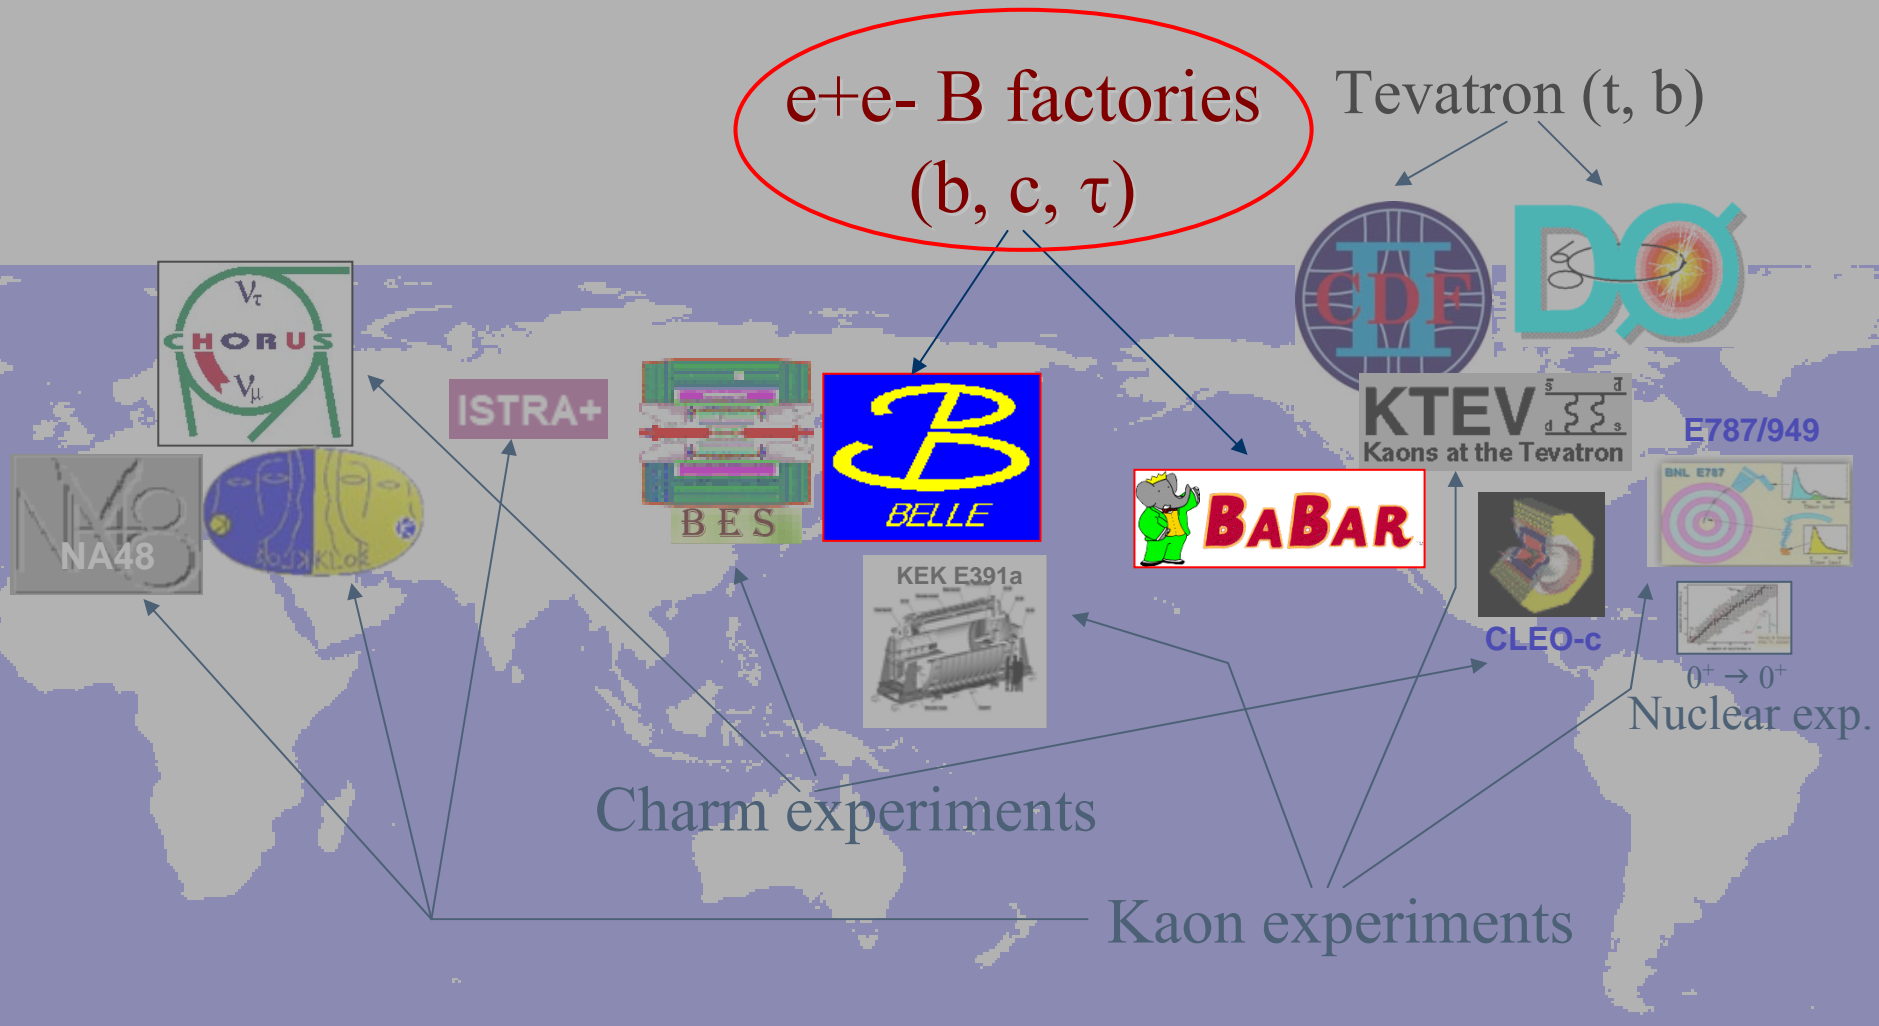 e+e- B factories
(b, c, τ)
Tevatron (t, b)
CDF
II
DØ
ντ
CHORUS
νμ
ISTRA+
BES
BELLE
BABAR
KTEV
s̄ d̄
d s
Kaons at the Tevatron
E787/949
BNL E787
NA48
KLOE
KEK E391a
CLEO-c
0⁺ → 0⁺
Nuclear exp.
Charm experiments
Kaon experiments